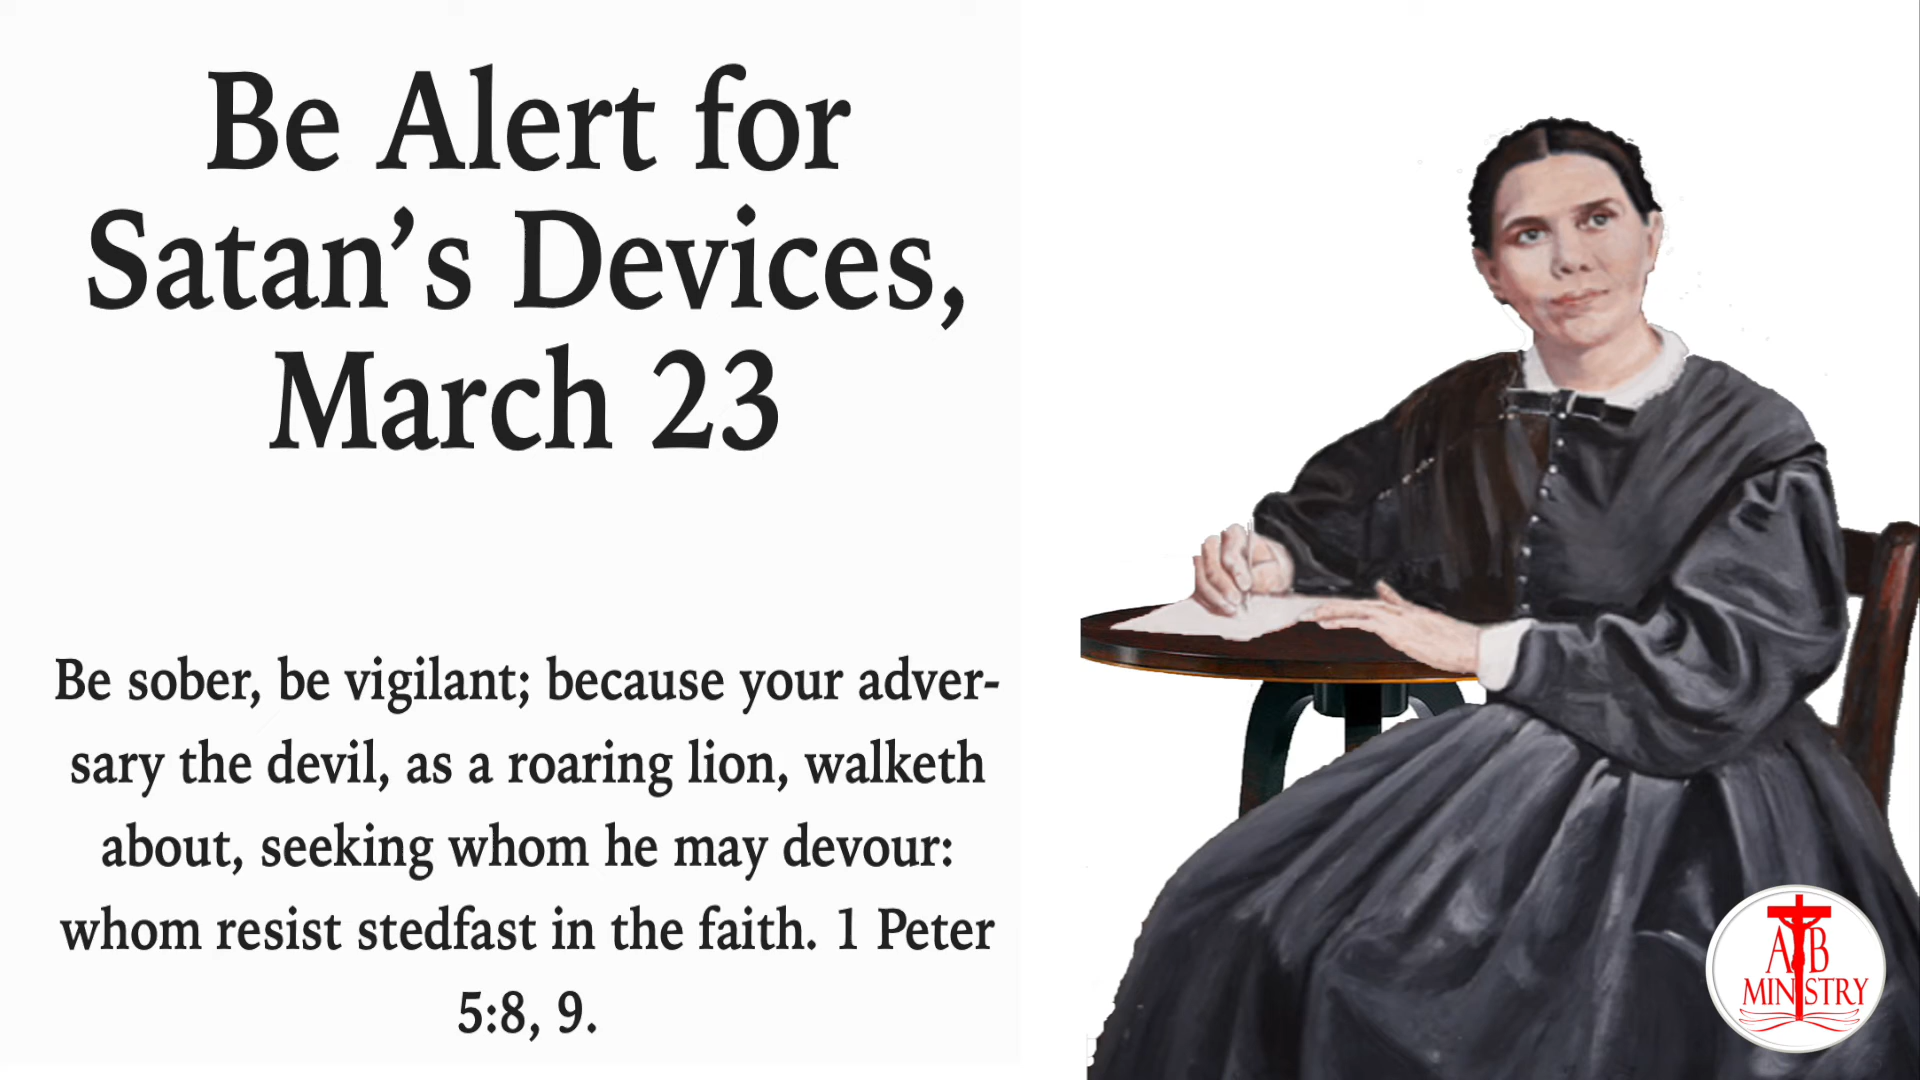 Be Alert for
Satan’s Devices,
March 23
Be sober, be vigilant; because your adver-
sary the devil, as a roaring lion, walketh
about, seeking whom he may devour:
whom resist stedfast in the faith. 1 Peter
5:8, 9.
ATB
MINISTRY